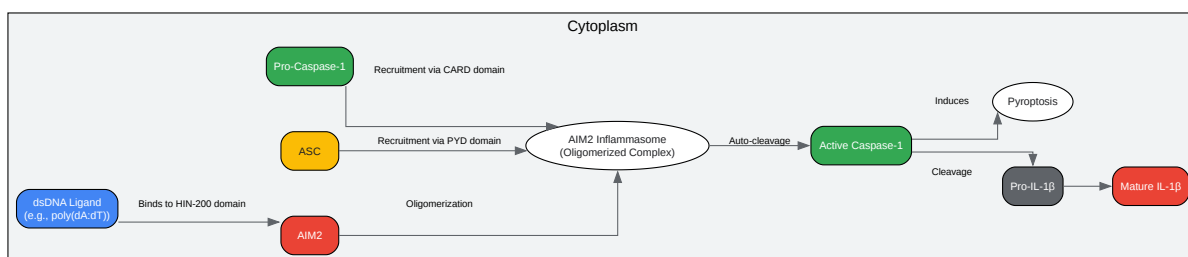 Cytoplasm
Pro-Caspase-1
Recruitment via CARD domain
Induces
Pyroptosis
ASC
Recruitment via PYD domain
AIM2 Inflammasome
(Oligomerized Complex)
Auto-cleavage
Active Caspase-1
Cleavage
Pro-IL-1β
Mature IL-1β
dsDNA Ligand
(e.g., poly(dA:dT))
Binds to HIN-200 domain
AIM2
Oligomerization